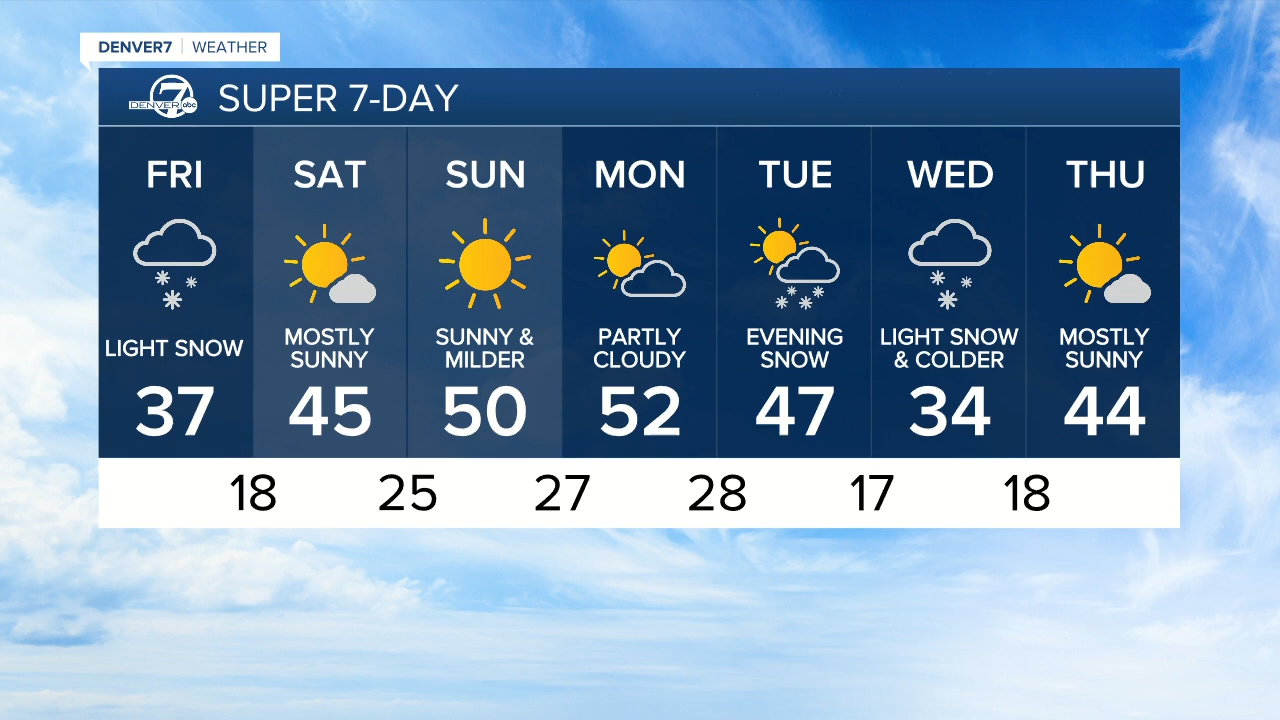 DENVER7 | WEATHER
7
DENVER abc
SUPER 7-DAY
FRI SAT SUN MON TUE WED THU
LIGHT SNOW
MOSTLY
SUNNY
SUNNY &
MILDER
PARTLY
CLOUDY
EVENING
SNOW
LIGHT SNOW
& COLDER
MOSTLY
SUNNY
37 45 50 52 47 34 44
18 25 27 28 17 18